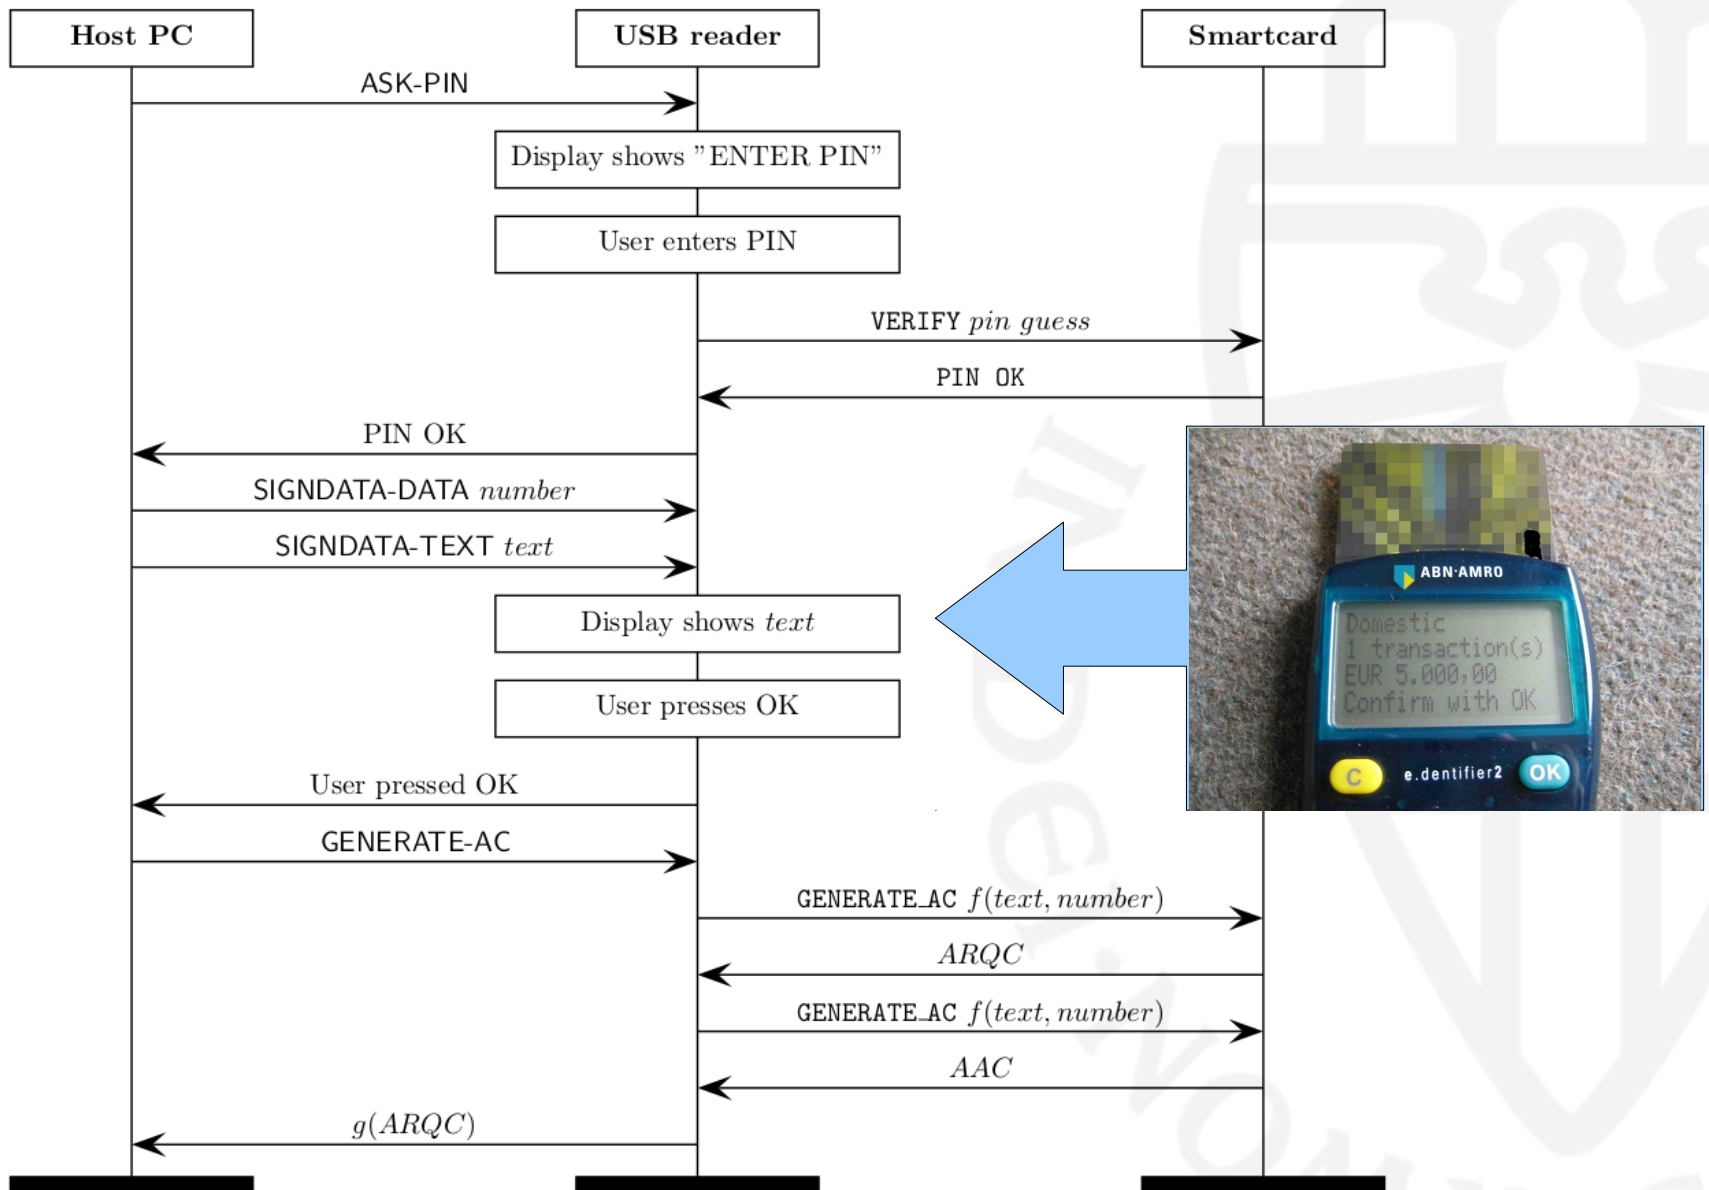 Host PC
USB reader
Smartcard
ASK-PIN
Display shows "ENTER PIN"
User enters PIN
VERIFY pin guess
PIN OK
PIN OK
SIGNDATA-DATA number
SIGNDATA-TEXT text
Display shows text
User presses OK
ABN·AMRO
Domestic
1 transaction(s)
EUR 5.000,00
Confirm with OK
C
e.dentifier2
OK
User pressed OK
GENERATE-AC
GENERATE_AC f(text, number)
ARQC
GENERATE_AC f(text, number)
AAC
g(ARQC)